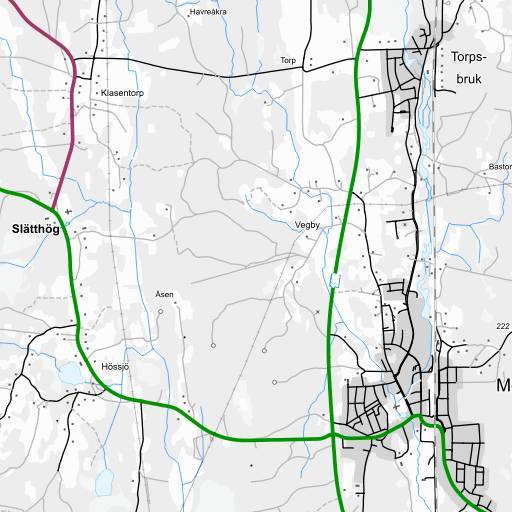 Havreåkra
Torp
Torps-
bruk
Klasentorp
Bastor
Slätthög
Vegby
Åsen
222
Hössjö
M